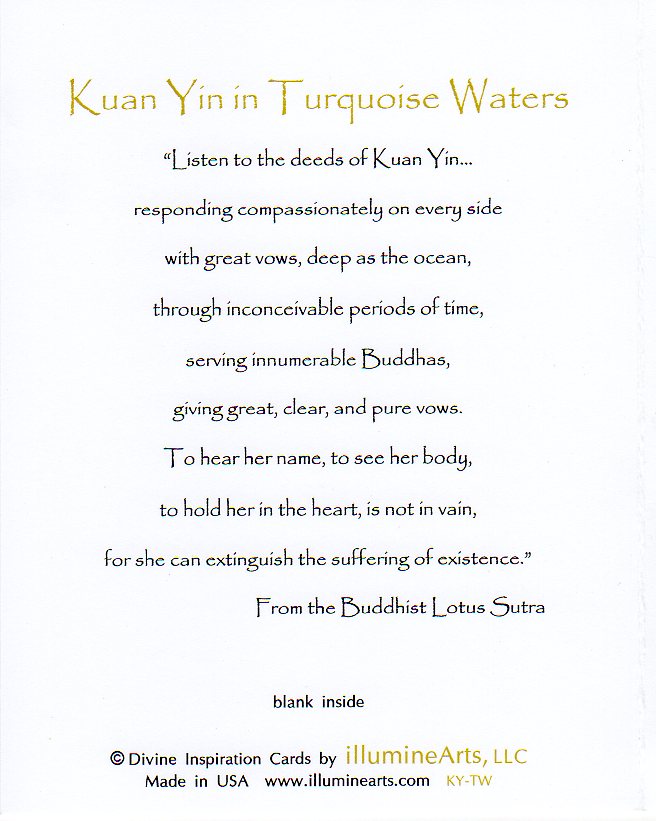 Kuan Yin in Turquoise Waters
“Listen to the deeds of Kuan Yin...
responding compassionately on every side
with great vows, deep as the ocean,
through inconceivable periods of time,
serving innumerable Buddhas,
giving great, clear, and pure vows.
To hear her name, to see her body,
to hold her in the heart, is not in vain,
for she can extinguish the suffering of existence.”
From the Buddhist Lotus Sutra
blank inside
© Divine Inspiration Cards by illumineArts, LLC
Made in USA www.illuminearts.com KY-TW